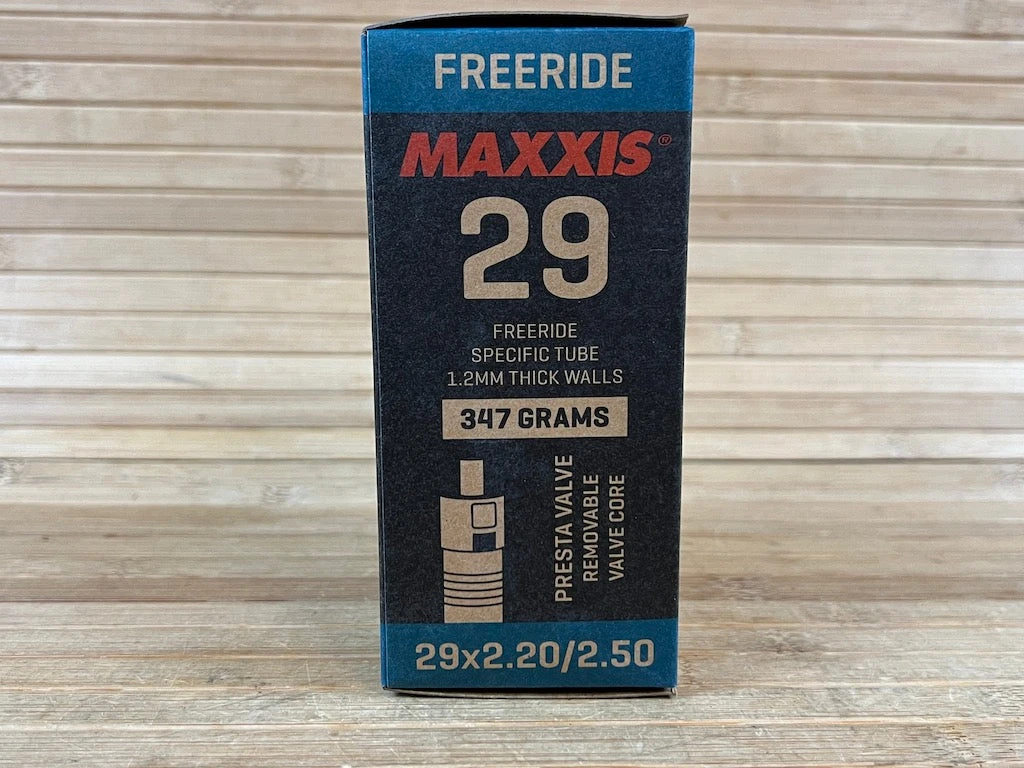 FREERIDE
MAXXIS®
29
FREERIDE
SPECIFIC TUBE
1.2MM THICK WALLS
347 GRAMS
PRESTA VALVE
REMOVABLE
VALVE CORE
29x2.20/2.50